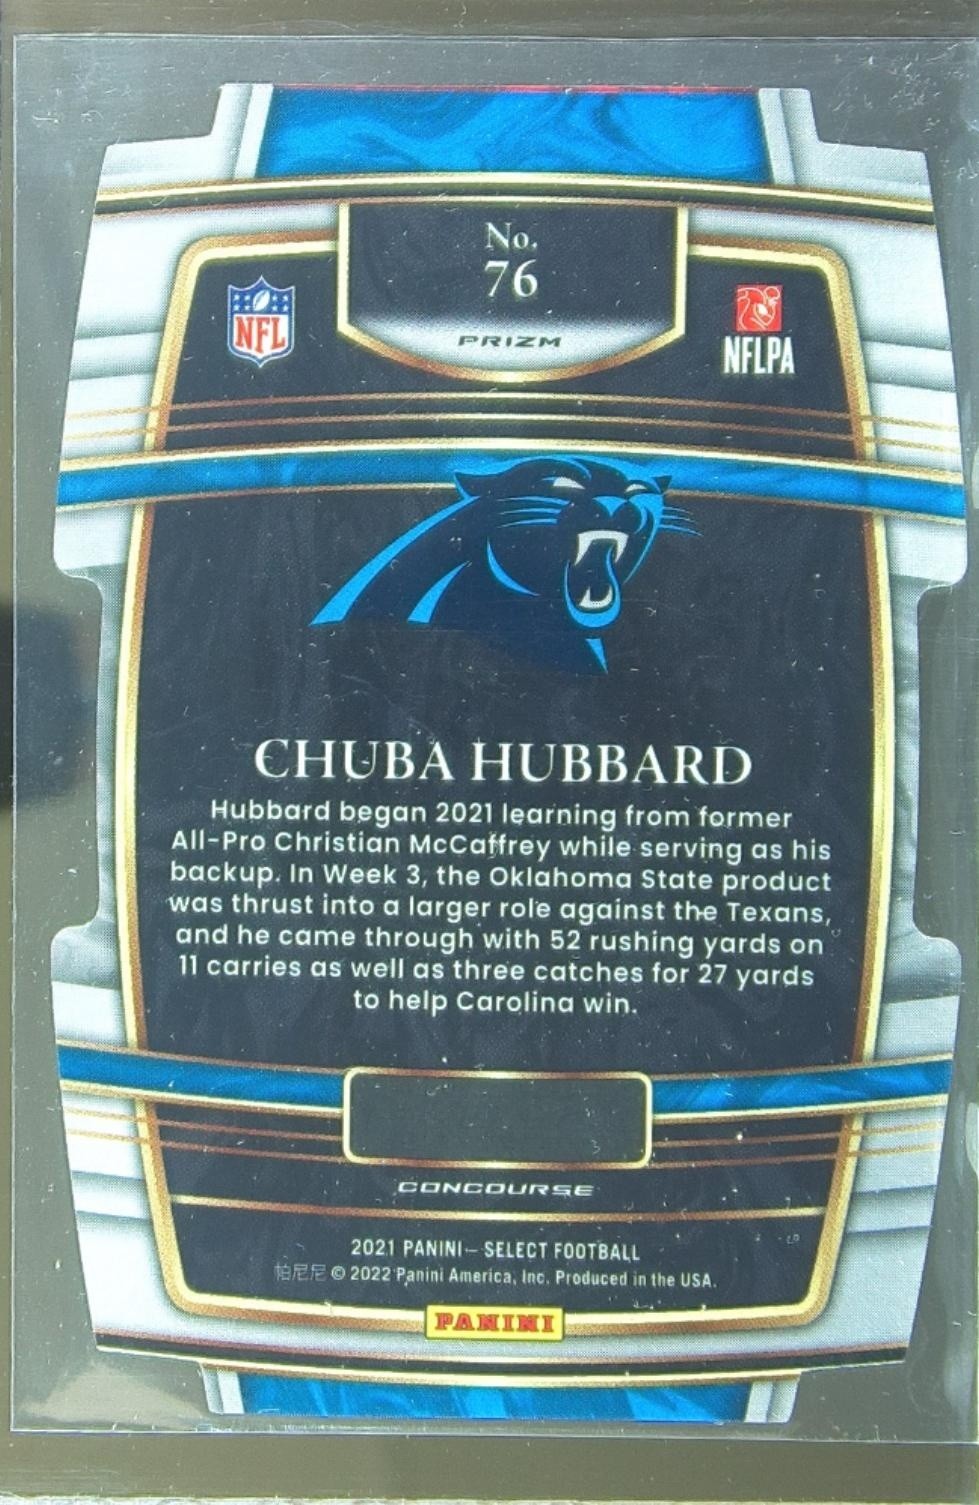 No.
76
PRIZM
NFL
NFLPA
CHUBA HUBBARD
Hubbard began 2021 learning from former
All-Pro Christian McCaffrey while serving as his
backup. In Week 3, the Oklahoma State product
was thrust into a larger role against the Texans,
and he came through with 52 rushing yards on
11 carries as well as three catches for 27 yards
to help Carolina win.
CONCOURSE
2021 PANINI – SELECT FOOTBALL
帕尼尼 © 2022 Panini America, Inc. Produced in the USA.
PANINI